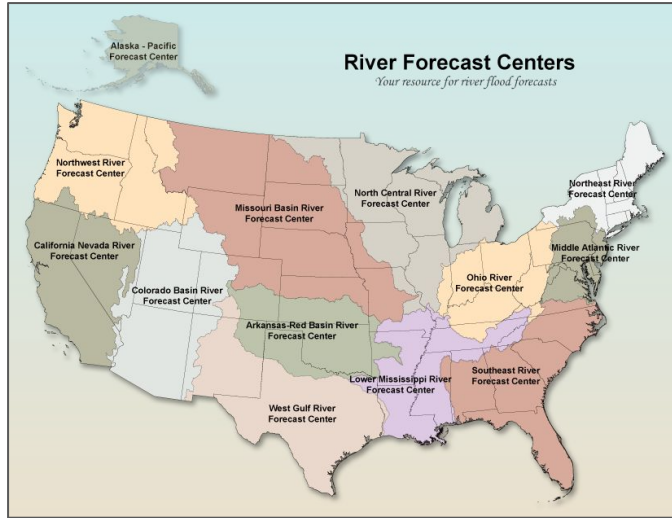 River Forecast Centers
Your resource for river flood forecasts
Alaska - Pacific
Forecast Center
Northwest River
Forecast Center
Missouri Basin River
Forecast Center
North Central River
Forecast Center
Northeast River
Forecast Center
California Nevada River
Forecast Center
Colorado Basin River
Forecast Center
Ohio River
Forecast Center
Middle Atlantic River
Forecast Center
Arkansas-Red Basin River
Forecast Center
Lower Mississippi River
Forecast Center
Southeast River
Forecast Center
West Gulf River
Forecast Center